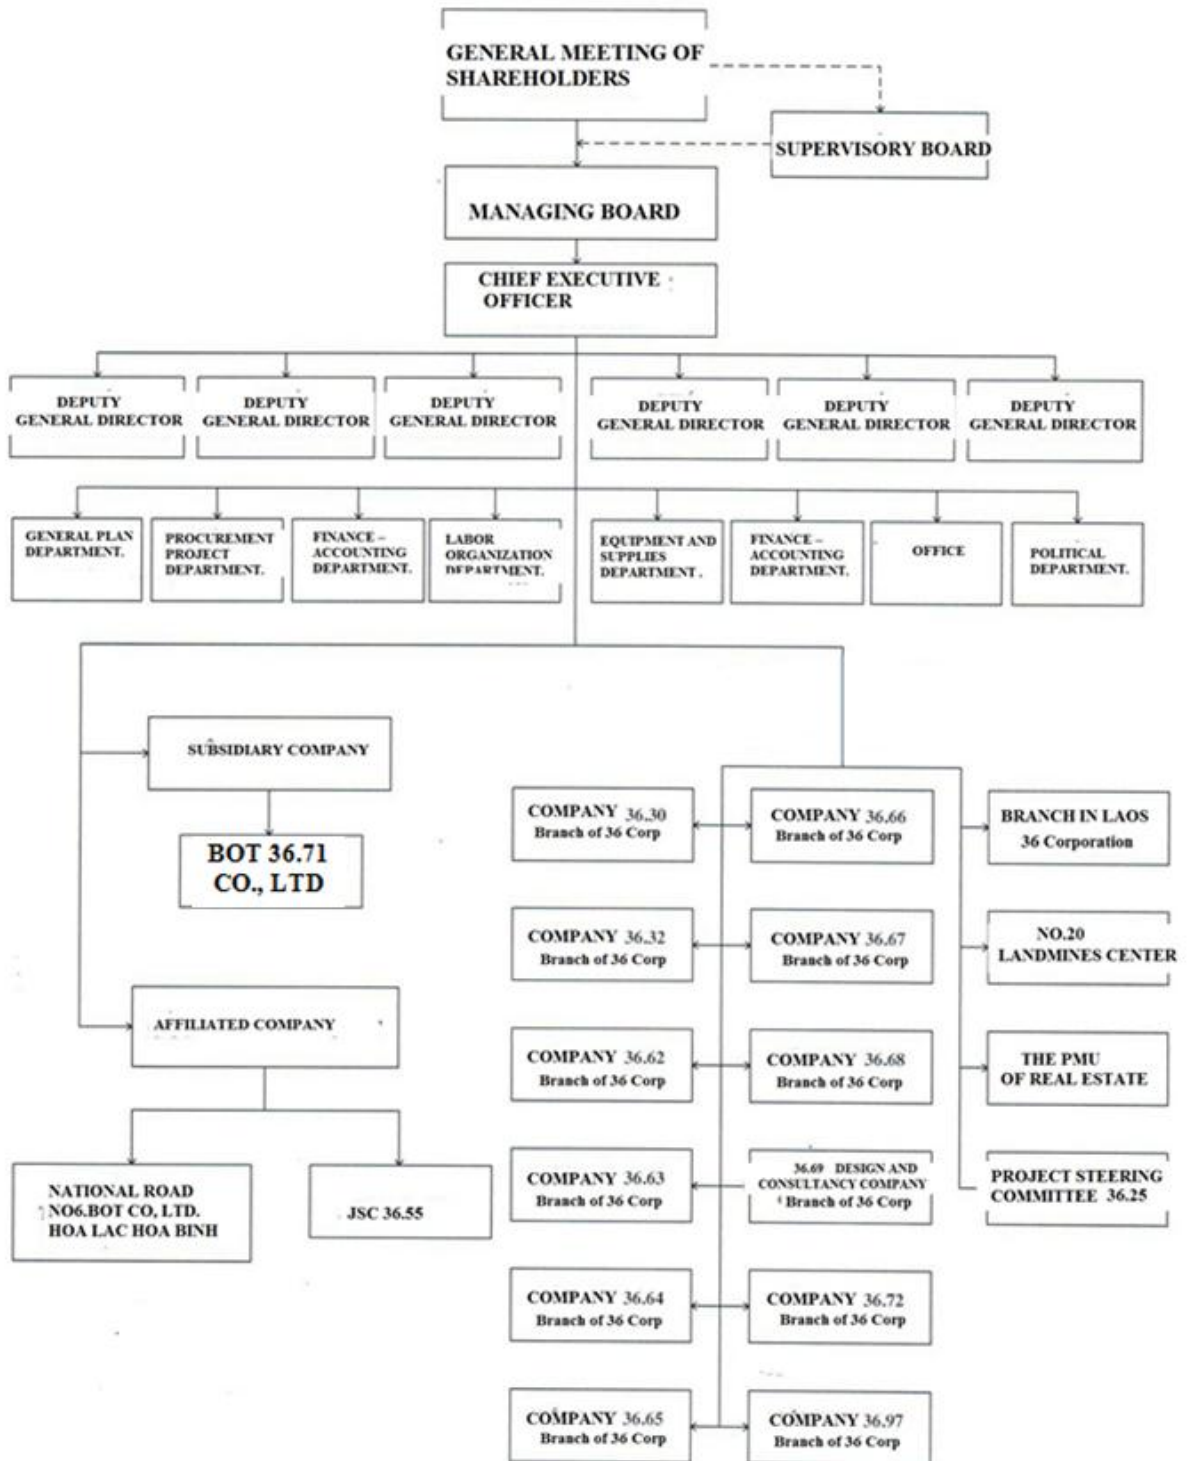 GENERAL MEETING OF
SHAREHOLDERS
SUPERVISORY BOARD
MANAGING BOARD
CHIEF EXECUTIVE
OFFICER
DEPUTY
GENERAL DIRECTOR
DEPUTY
GENERAL DIRECTOR
DEPUTY
GENERAL DIRECTOR
DEPUTY
GENERAL DIRECTOR
DEPUTY
GENERAL DIRECTOR
DEPUTY
GENERAL DIRECTOR
GENERAL PLAN
DEPARTMENT.
PROCUREMENT
PROJECT
DEPARTMENT.
FINANCE –
ACCOUNTING
DEPARTMENT.
LABOR
ORGANIZATION
DEPARTMENT.
EQUIPMENT AND
SUPPLIES
DEPARTMENT .
FINANCE –
ACCOUNTING
DEPARTMENT.
OFFICE
POLITICAL
DEPARTMENT.
SUBSIDIARY COMPANY
BOT 36.71
CO., LTD
AFFILIATED COMPANY
NATIONAL ROAD
NO6.BOT CO, LTD.
HOA LAC HOA BINH
JSC 36.55
COMPANY 36.30
Branch of 36 Corp
COMPANY 36.66
Branch of 36 Corp
BRANCH IN LAOS
36 Corporation
COMPANY 36.32
Branch of 36 Corp
COMPANY 36.67
Branch of 36 Corp
NO.20
LANDMINES CENTER
COMPANY 36.62
Branch of 36 Corp
COMPANY 36.68
Branch of 36 Corp
THE PMU
OF REAL ESTATE
COMPANY 36.63
Branch of 36 Corp
36.69 DESIGN AND
CONSULTANCY COMPANY
Branch of 36 Corp
PROJECT STEERING
COMMITTEE 36.25
COMPANY 36.64
Branch of 36 Corp
COMPANY 36.72
Branch of 36 Corp
COMPANY 36.65
Branch of 36 Corp
COMPANY 36.97
Branch of 36 Corp